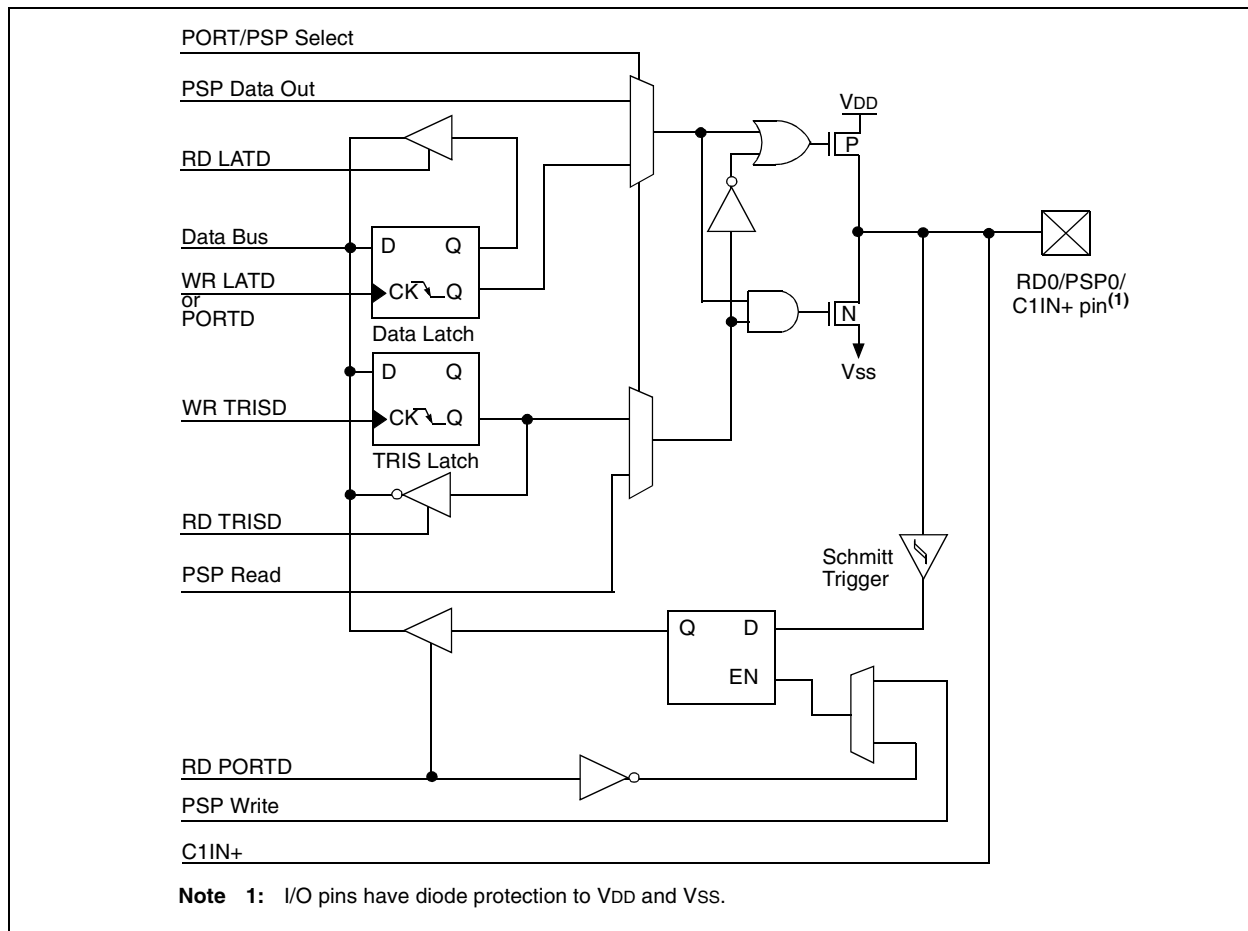 PORT/PSP Select
PSP Data Out
RD LATD
Data Bus
WR LATD
or
PORTD
D Q
CK Q
Data Latch
D Q
CK Q
TRIS Latch
WR TRISD
RD TRISD
PSP Read
VDD
P
N
Vss
RD0/PSP0/
C1IN+ pin(1)
Schmitt
Trigger
Q D
EN
RD PORTD
PSP Write
C1IN+
Note 1: I/O pins have diode protection to VDD and VSS.